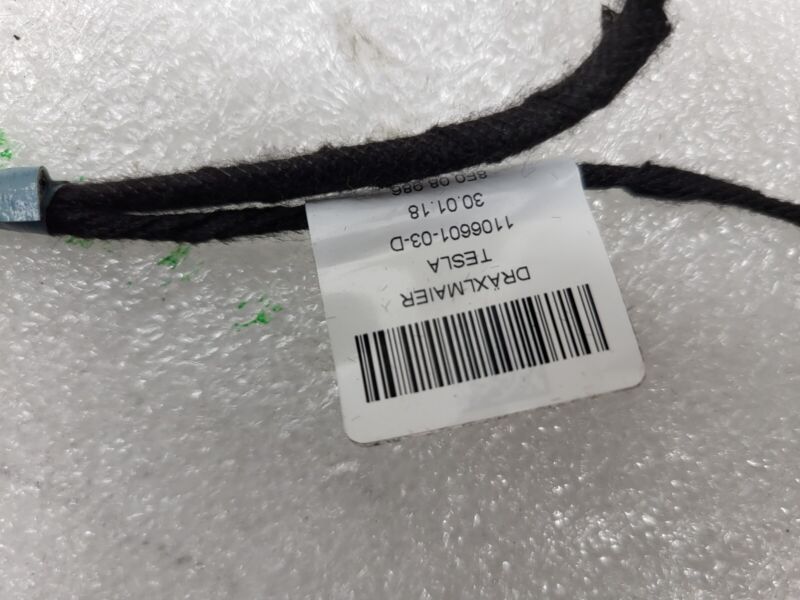 DRÄXLMAIER
TESLA
1106601-03-D
30.01.18